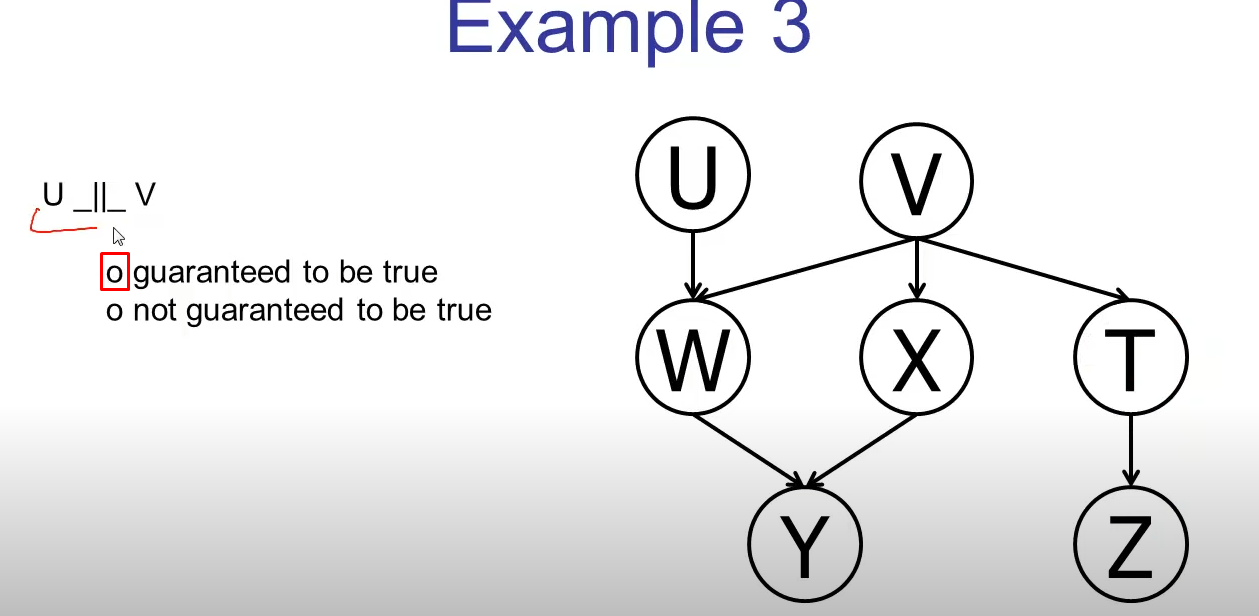 Example 3
U _||_ V
o guaranteed to be true
o not guaranteed to be true
U
V
W
X
T
Y
Z